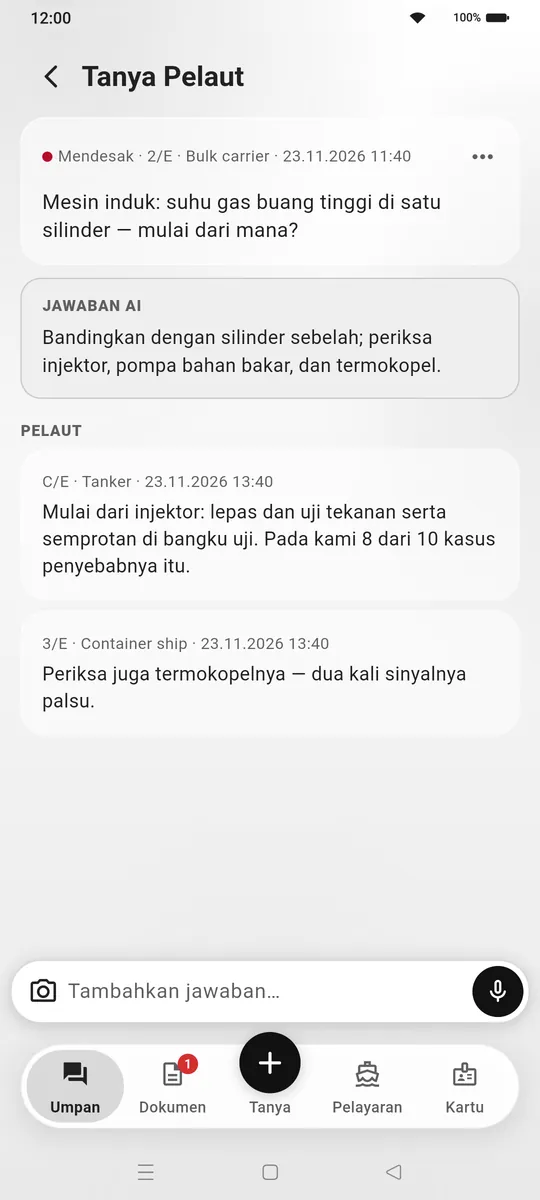 12:00
100%
Tanya Pelaut
Mendesak · 2/E · Bulk carrier · 23.11.2026 11:40
Mesin induk: suhu gas buang tinggi di satu
silinder — mulai dari mana?
JAWABAN AI
Bandingkan dengan silinder sebelah; periksa
injektor, pompa bahan bakar, dan termokopel.
PELAUT
C/E · Tanker · 23.11.2026 13:40
Mulai dari injektor: lepas dan uji tekanan serta
semprotan di bangku uji. Pada kami 8 dari 10 kasus
penyebabnya itu.
3/E · Container ship · 23.11.2026 13:40
Periksa juga termokopelnya — dua kali sinyalnya
palsu.
Tambahkan jawaban…
1
Umpan
Dokumen
Tanya
Pelayaran
Kartu